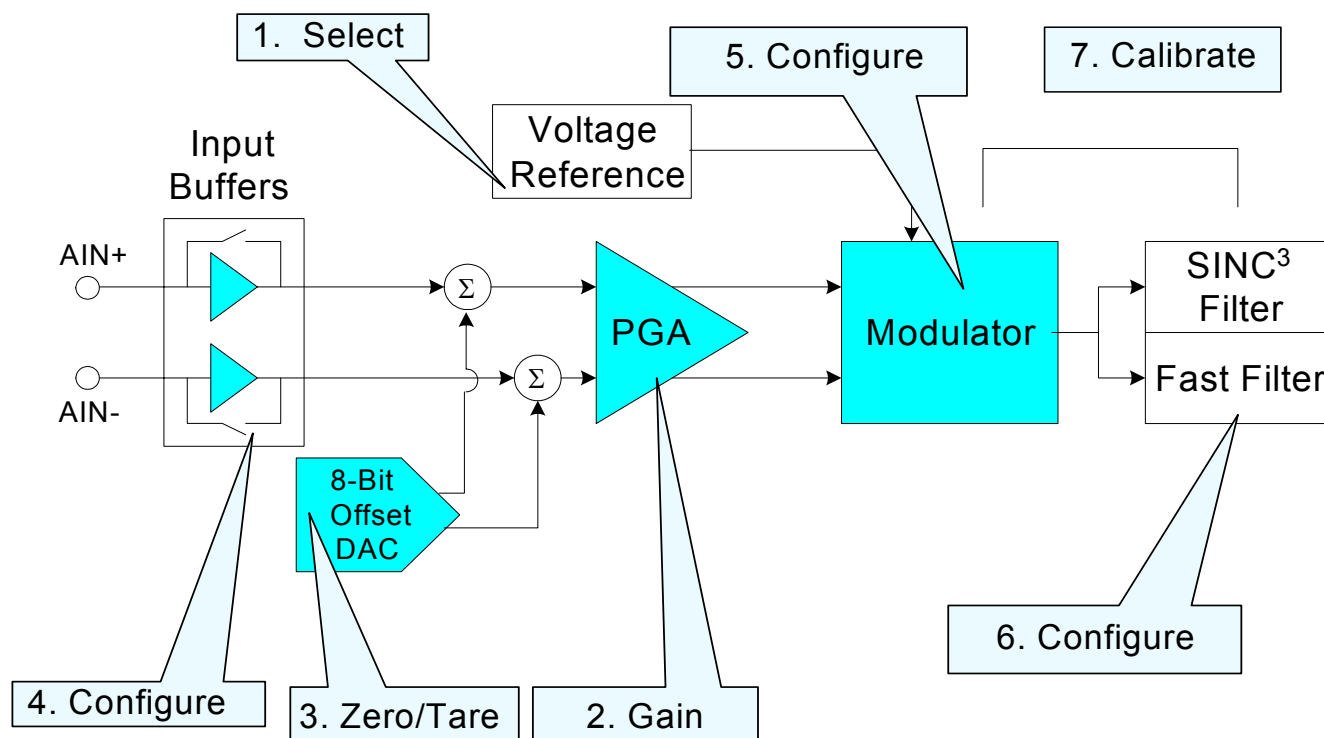 1. Select
5. Configure
7. Calibrate
Voltage
Reference
Input
Buffers
AIN+
AIN-
Σ
Σ
PGA
Modulator
SINC³
Filter
Fast Filter
8-Bit
Offset
DAC
4. Configure
3. Zero/Tare
2. Gain
6. Configure